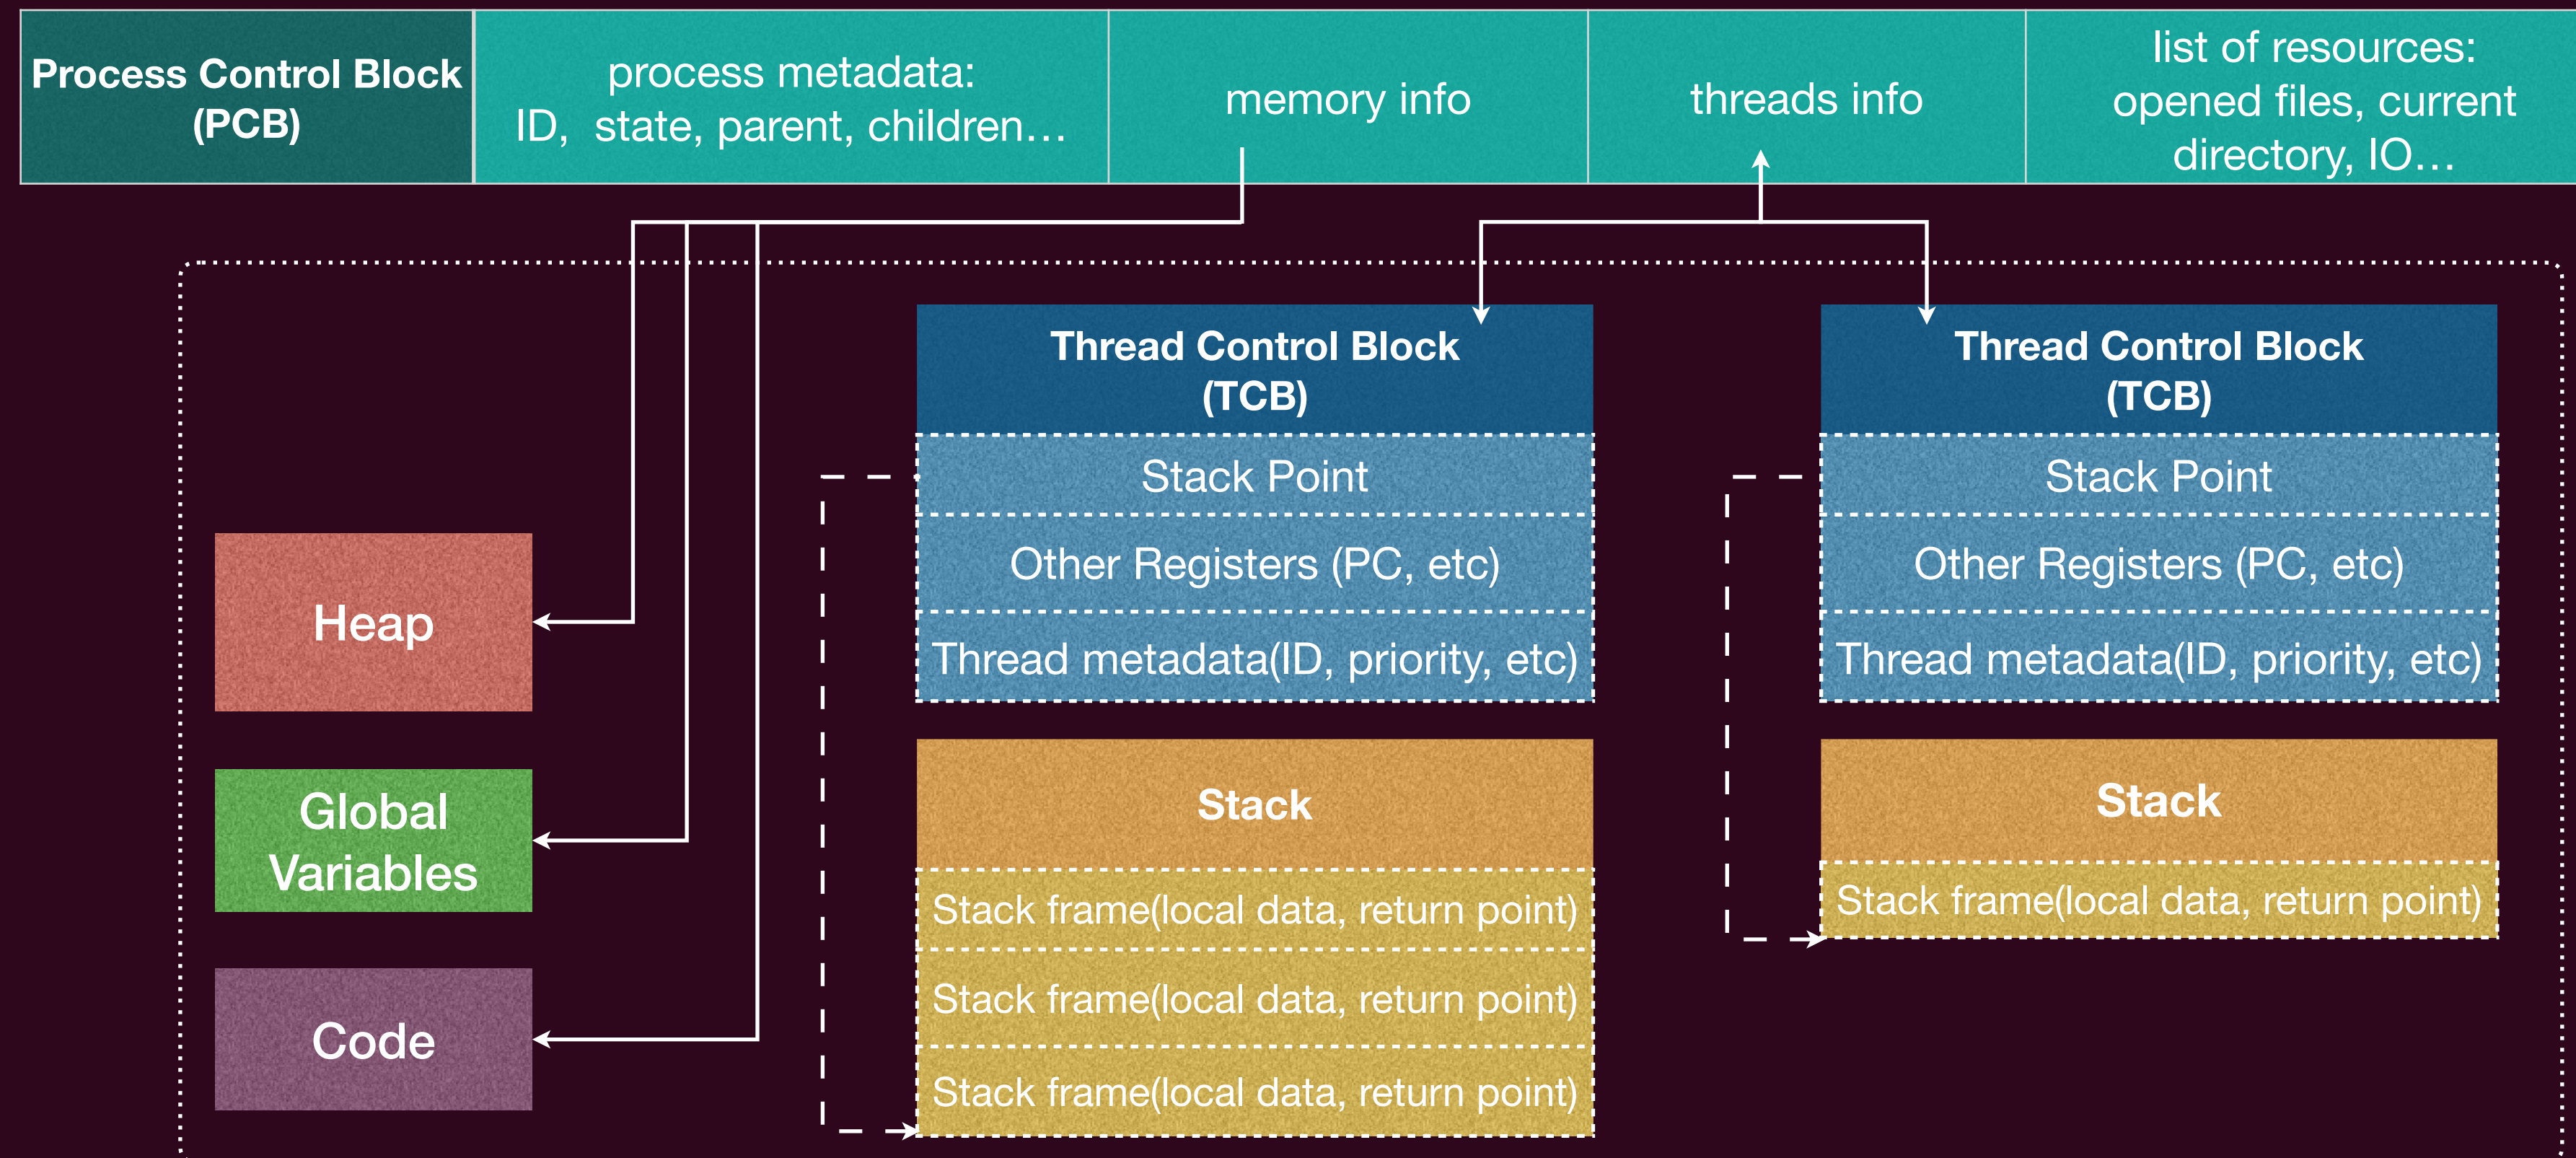 Process Control Block
(PCB)
process metadata:
ID, state, parent, children…
memory info
threads info
list of resources:
opened files, current
directory, IO…
Thread Control Block
(TCB)
Stack Point
Other Registers (PC, etc)
Thread metadata(ID, priority, etc)
Thread Control Block
(TCB)
Stack Point
Other Registers (PC, etc)
Thread metadata(ID, priority, etc)
Heap
Global
Variables
Code
Stack
Stack frame(local data, return point)
Stack frame(local data, return point)
Stack frame(local data, return point)
Stack
Stack frame(local data, return point)